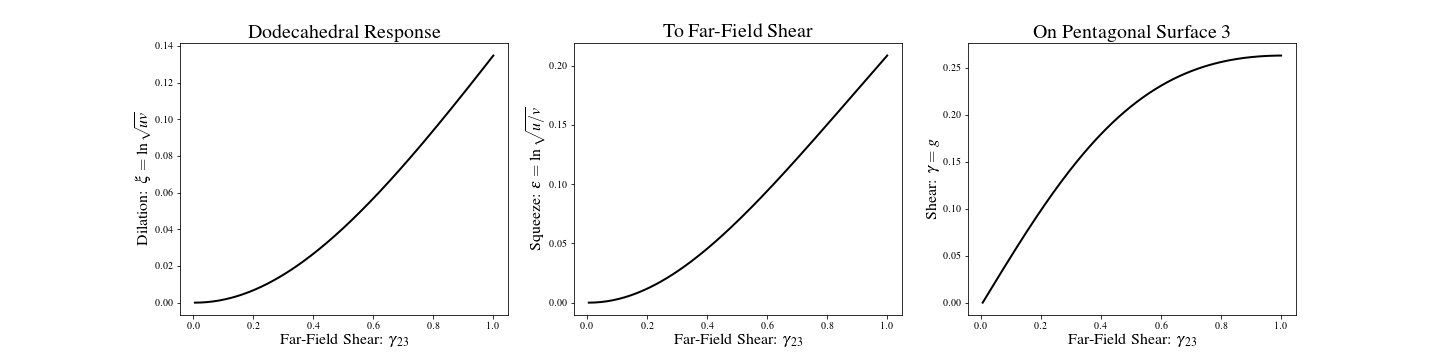 Dodecahedral Response
Dilation: ξ = ln √uv
0.14
0.12
0.10
0.08
0.06
0.04
0.02
0.00
0.0 0.2 0.4 0.6 0.8 1.0
Far-Field Shear: γ23
To Far-Field Shear
Squeeze: ε = ln √u/v
0.20
0.15
0.10
0.05
0.00
0.0 0.2 0.4 0.6 0.8 1.0
Far-Field Shear: γ23
On Pentagonal Surface 3
Shear: γ = g
0.25
0.20
0.15
0.10
0.05
0.00
0.0 0.2 0.4 0.6 0.8 1.0
Far-Field Shear: γ23